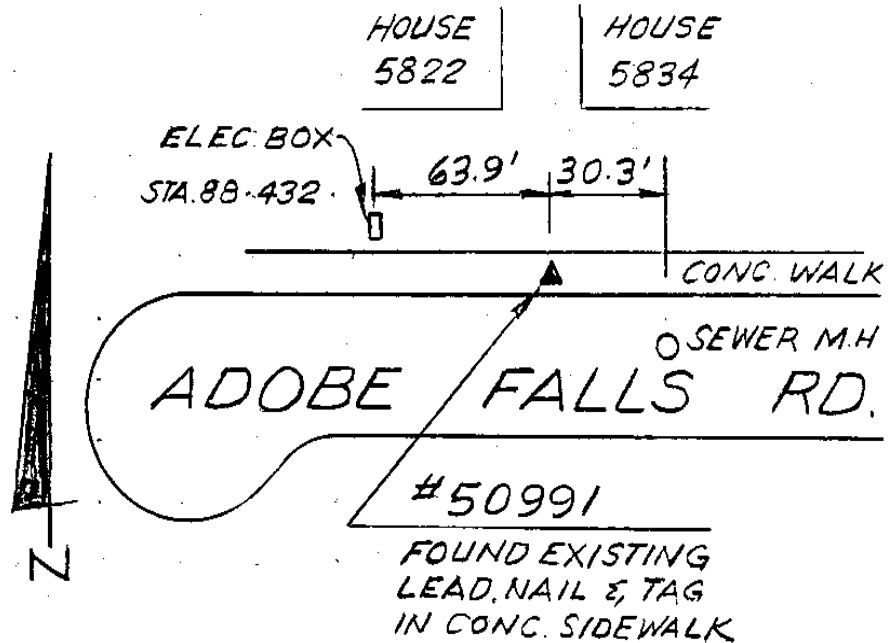 HOUSE
5822
HOUSE
5834
ELEC. BOX
STA. 88-432
63.9'
30.3'
CONC. WALK
SEWER M.H
ADOBE FALLS RD.
#50991
FOUND EXISTING
LEAD, NAIL & TAG
IN CONC. SIDEWALK
N